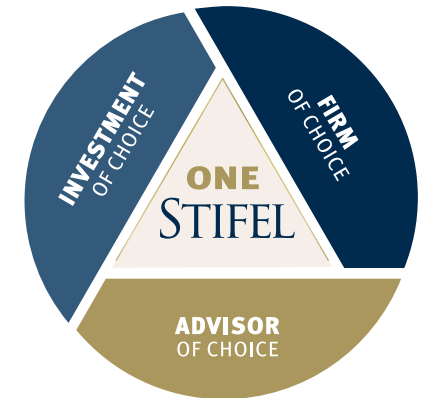 INVESTMENT
OF CHOICE
FIRM
OF CHOICE
ONE
STIFEL
ADVISOR
OF CHOICE